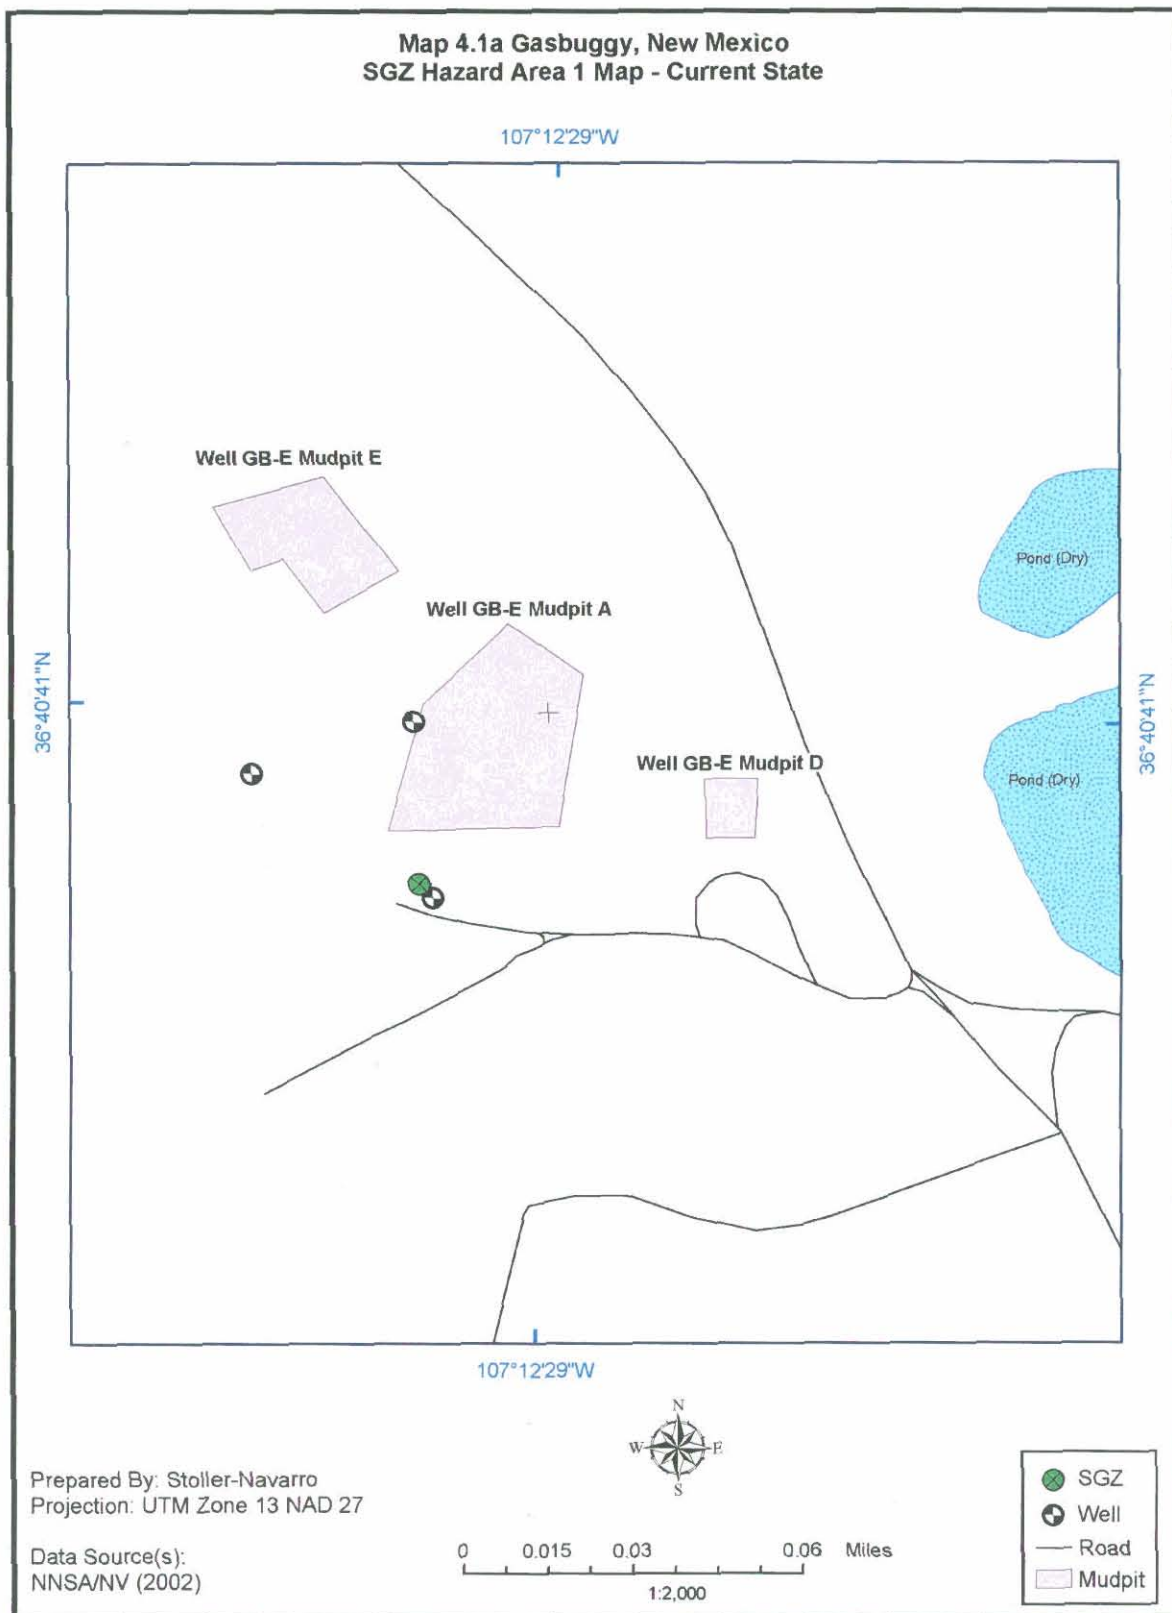 Map 4.1a Gasbuggy, New Mexico
SGZ Hazard Area 1 Map - Current State
107°12'29"W
Well GB-E Mudpit E
Pond (Dry)
Well GB-E Mudpit A
36°40'41"N
36°40'41"N
Well GB-E Mudpit D
Pond (Dry)
107°12'29"W
N
W
E
S
Prepared By: Stoller-Navarro
Projection: UTM Zone 13 NAD 27
Data Source(s):
NNSA/NV (2002)
0 0.015 0.03 0.06 Miles
1:2,000
SGZ
Well
Road
Mudpit